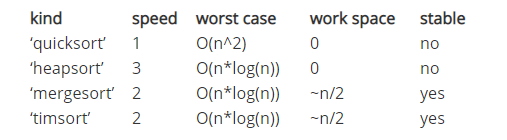 kind speed worst case work space stable
‘quicksort’ 1 O(n^2) 0 no
‘heapsort’ 3 O(n*log(n)) 0 no
‘mergesort’ 2 O(n*log(n)) ~n/2 yes
‘timsort’ 2 O(n*log(n)) ~n/2 yes